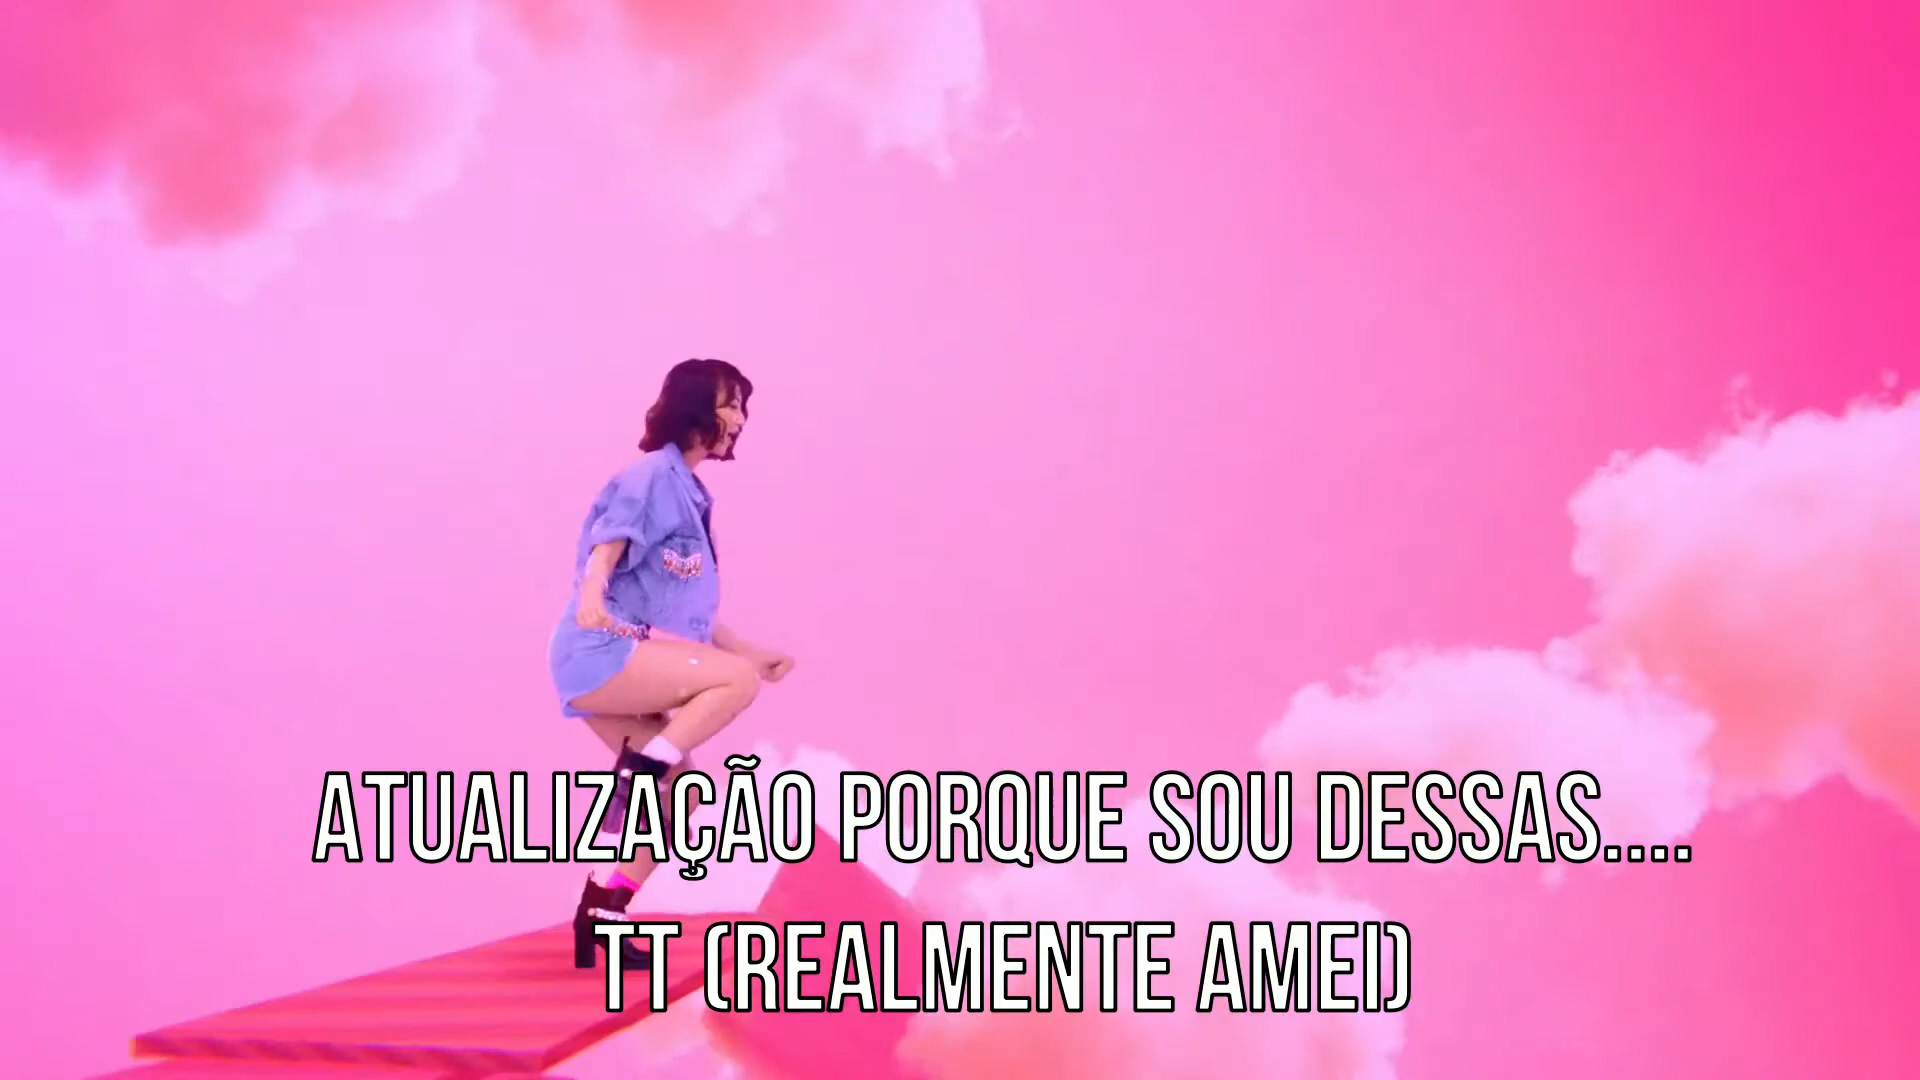 ATUALIZAÇÃO PORQUE SOU DESSAS....
TT (REALMENTE AMEI)